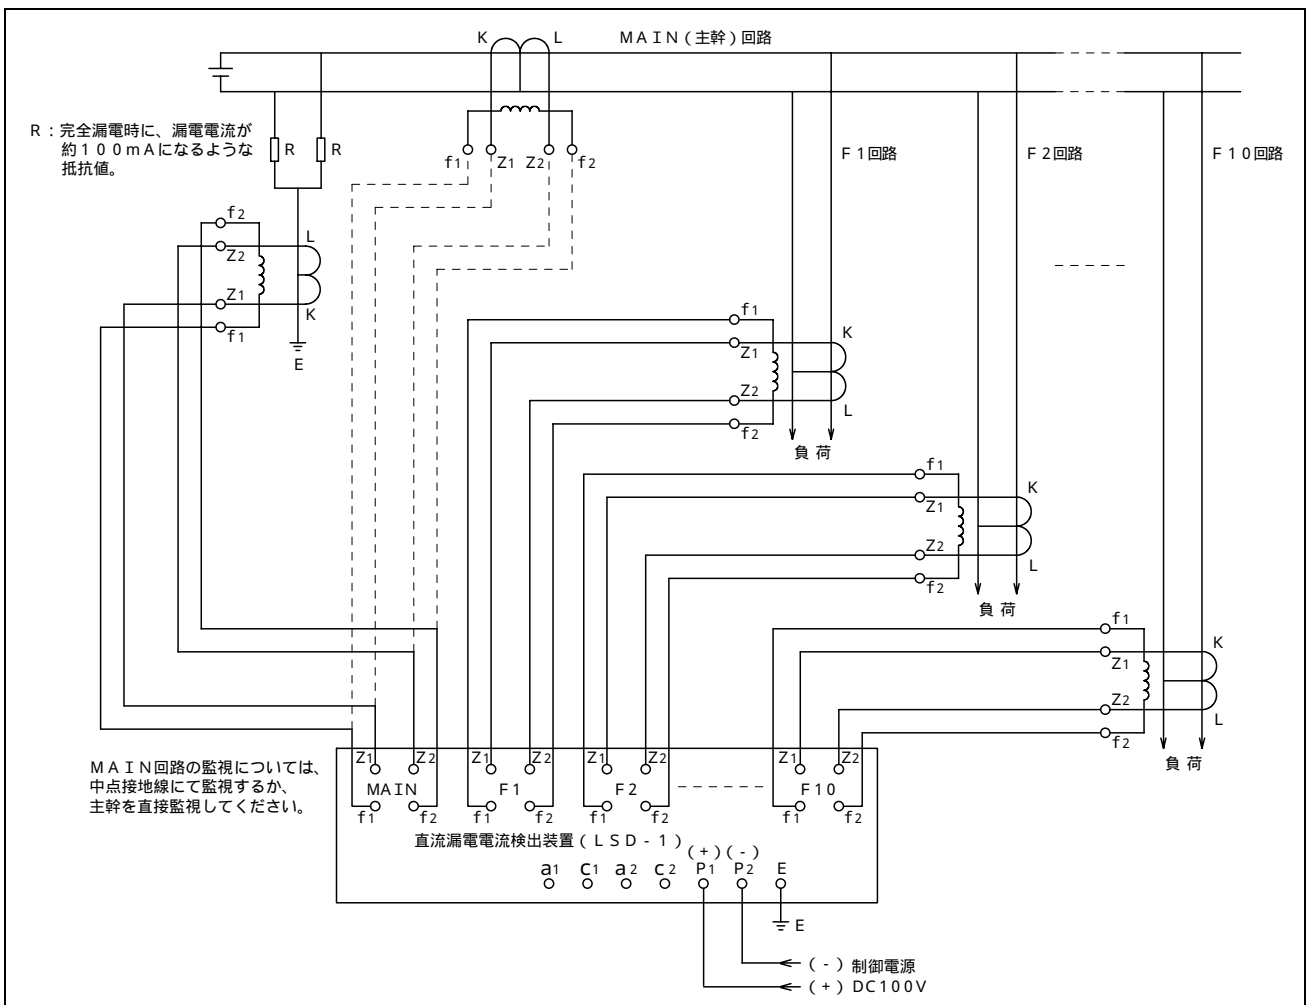 K L MAIN(主幹)回路
R:完全漏電時に、漏電電流が
約100mAになるような
抵抗値。
R R
f1 Z1 Z2 f2
F1回路 F2回路 F10回路
f2
L
Z2
Z1
K
f1
E
f1
K
Z1
Z2
L
f2
負荷
f1
K
Z1
Z2
L
f2
負荷
f1
K
Z1
Z2
L
f2
負荷
MAIN回路の監視については、
中点接地線にて監視するか、
主幹を直接監視してください。
Z1 Z2 Z1 Z2 Z1 Z2 Z1 Z2
MAIN F1 F2 F10
f1 f2 f1 f2 f1 f2 f1 f2
直流漏電電流検出装置(LSD-1)
(+) (-)
a1 c1 a2 c2 P1 P2 E
E
(-) 制御電源
(+) DC100V